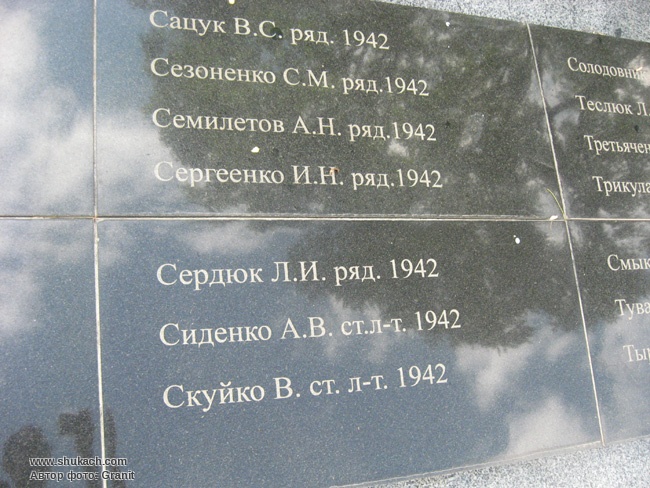 Сацук В.С. ряд. 1942
Сезоненко С.М. ряд.1942
Семилетов А.Н. ряд.1942
Сергеенко И.Н. ряд.1942
Сердюк Л.И. ряд. 1942
Сиденко А.В. ст.л-т. 1942
Скуйко В. ст. л-т. 1942
Солодовник
Теслюк Л.
Третьячен
Трикула
Смык
Тува
Ты
www.shukach.com
Автор фото: Granit